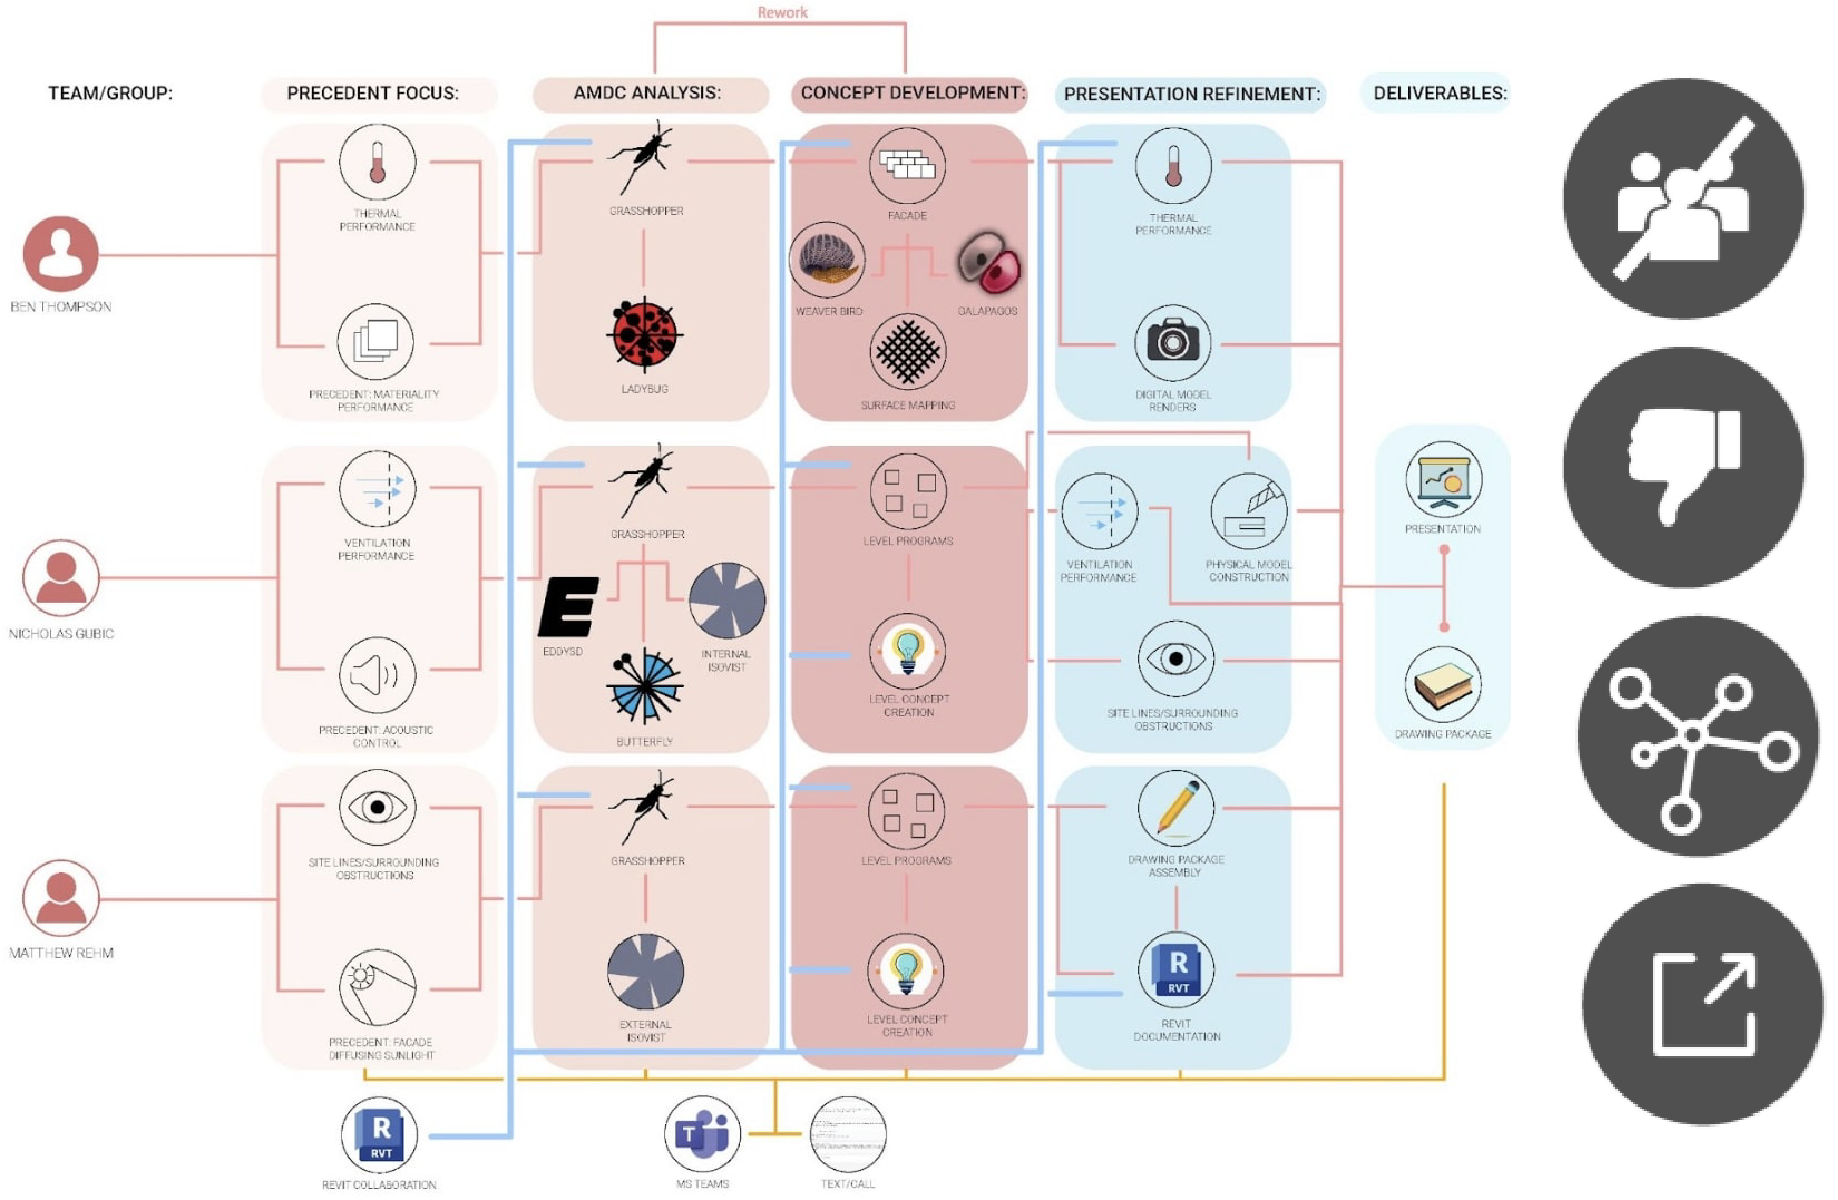 Rework
TEAM/GROUP:
PRECEDENT FOCUS:
AMDC ANALYSIS:
CONCEPT DEVELOPMENT:
PRESENTATION REFINEMENT:
DELIVERABLES:
BEN THOMPSON
THERMAL
PERFORMANCE
PRECEDENT: MATERIALITY
PERFORMANCE
GRASSHOPPER
LADYBUG
FACADE
WEAVER BIRD
GALAPAGOS
SURFACE MAPPING
THERMAL
PERFORMANCE
DIGITAL MODEL
RENDERS
NICHOLAS GUBIC
VENTILATION
PERFORMANCE
PRECEDENT: ACOUSTIC
CONTROL
GRASSHOPPER
E
EDDYSD
INTERNAL
ISOVIST
BUTTERFLY
LEVEL PROGRAMS
LEVEL CONCEPT
CREATION
VENTILATION
PERFORMANCE
PHYSICAL MODEL
CONSTRUCTION
SITE LINES/SURROUNDING
OBSTRUCTIONS
PRESENTATION
DRAWING PACKAGE
MATTHEW REHM
SITE LINES/SURROUNDING
OBSTRUCTIONS
PRECEDENT: FACADE
DIFFUSING SUNLIGHT
GRASSHOPPER
EXTERNAL
ISOVIST
LEVEL PROGRAMS
LEVEL CONCEPT
CREATION
DRAWING PACKAGE
ASSEMBLY
R
RVT
REVIT
DOCUMENTATION
R
RVT
REVIT COLLABORATION
T
MS TEAMS
TEXT/CALL